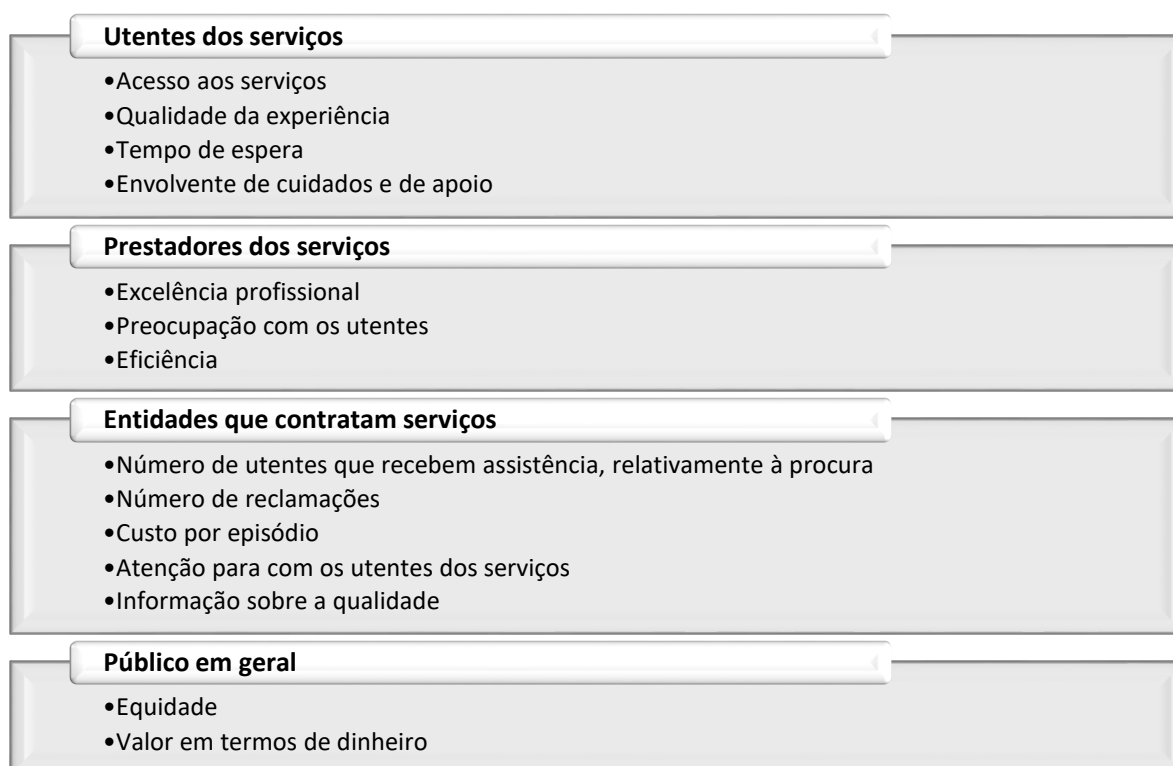 Utentes dos serviços
•Acesso aos serviços
•Qualidade da experiência
•Tempo de espera
•Envolvente de cuidados e de apoio
Prestadores dos serviços
•Excelência profissional
•Preocupação com os utentes
•Eficiência
Entidades que contratam serviços
•Número de utentes que recebem assistência, relativamente à procura
•Número de reclamações
•Custo por episódio
•Atenção para com os utentes dos serviços
•Informação sobre a qualidade
Público em geral
•Equidade
•Valor em termos de dinheiro